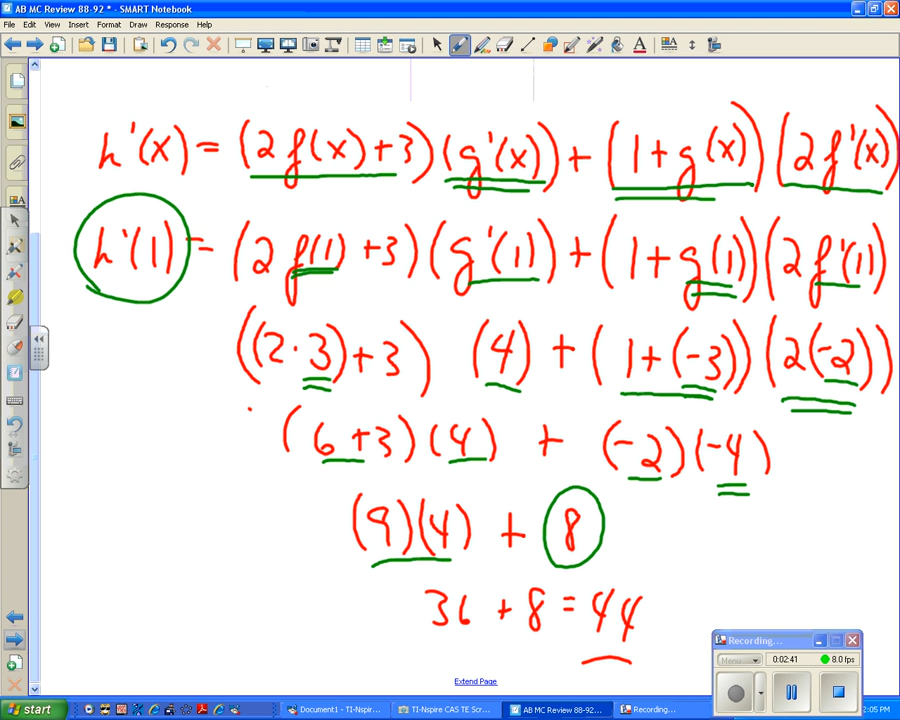 AB MC Review 88-92 * - SMART Notebook
File Edit View Insert Format Draw Response Help
h'(x) = (2f(x)+3)(g'(x)) + (1+g(x))(2f'(x))
h'(1) = (2f(1)+3)(g'(1)) + (1+g(1))(2f'(1))
((2·3)+3) (4) + (1+(-3))(2(-2))
(6+3)(4) + (-2)(-4)
(9)(4) + 8
36 + 8 = 44
Recording...
Menu
0:02:41 8.0 fps
Extend Page
start Document1 - TI-Nspir... TI-Nspire CAS TE Scr... AB MC Review 88-92... Recording... 2:05 PM